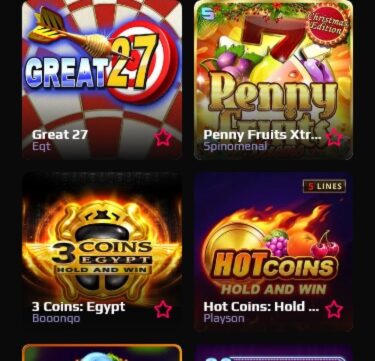 GREAT 27
Great 27
Eqt
S
Christmas
Edition
Penny
Fruits
Penny Fruits Xtr...
Spinomenal
3 COINS
EGYPT
HOLD AND WIN
3 Coins: Egypt
Booongo
5 LINES
HOT COINS
HOLD AND WIN
Hot Coins: Hold ...
Playson